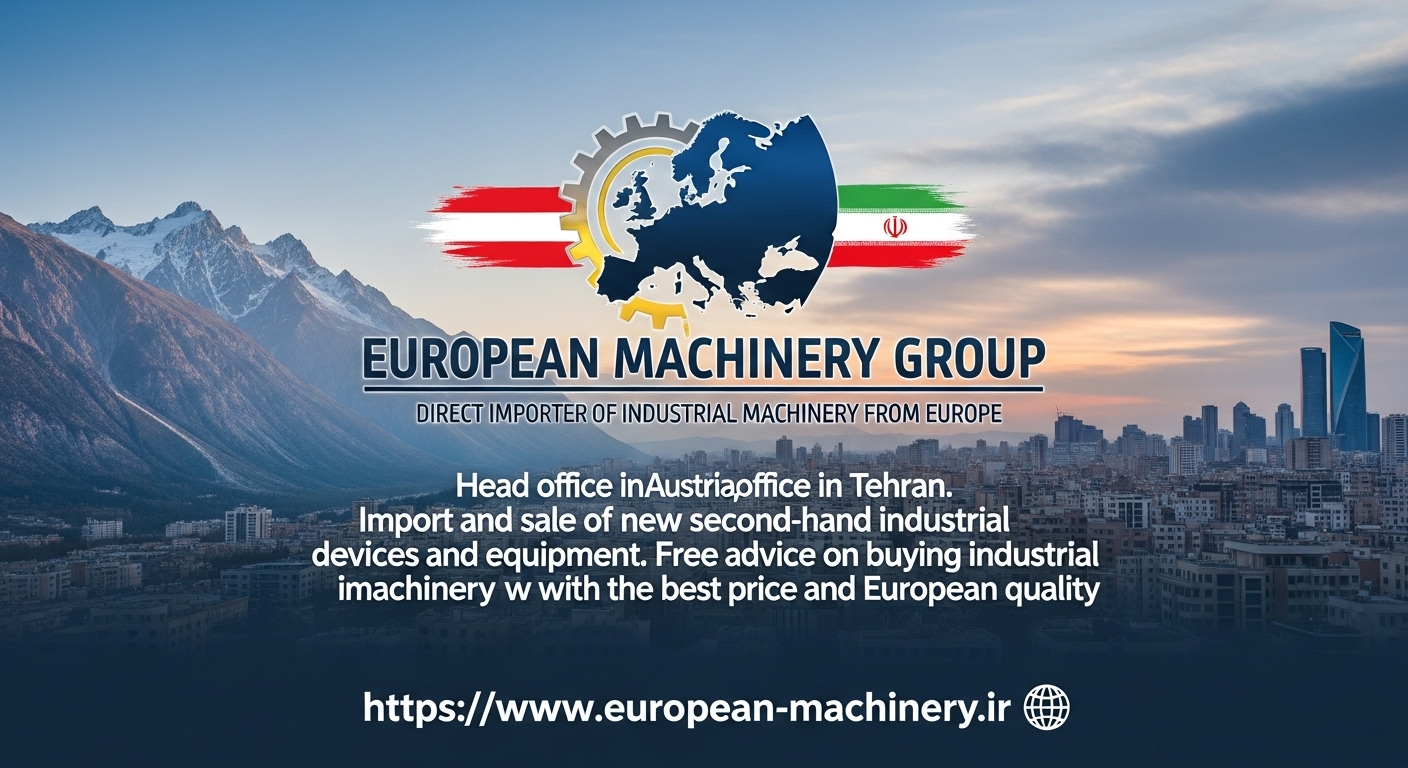 EUROPEAN MACHINERY GROUP
DIRECT IMPORTER OF INDUSTRIAL MACHINERY FROM EUROPE
Head office inAustria,office in Tehran.
Import and sale of new second-hand industrial
devices and equipment. Free advice on buying industrial
imachinery w with the best price and European quality
https://www.european-machinery.ir